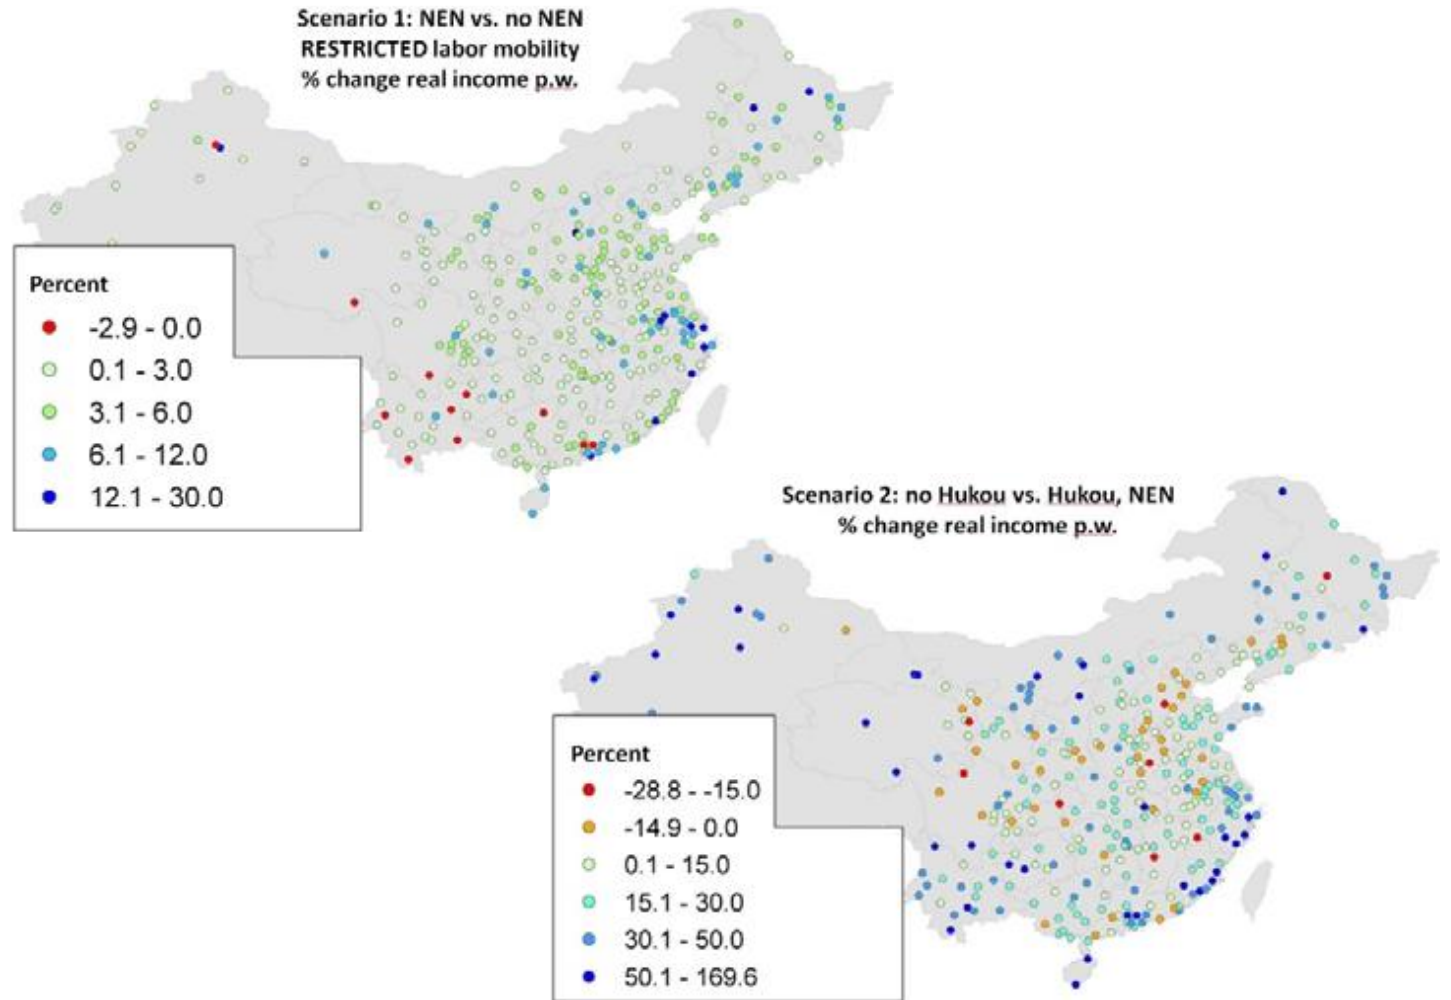 Scenario 1: NEN vs. no NEN
RESTRICTED labor mobility
% change real income p.w.
Percent
-2.9 - 0.0
0.1 - 3.0
3.1 - 6.0
6.1 - 12.0
12.1 - 30.0
Scenario 2: no Hukou vs. Hukou, NEN
% change real income p.w.
Percent
-28.8 - -15.0
-14.9 - 0.0
0.1 - 15.0
15.1 - 30.0
30.1 - 50.0
50.1 - 169.6